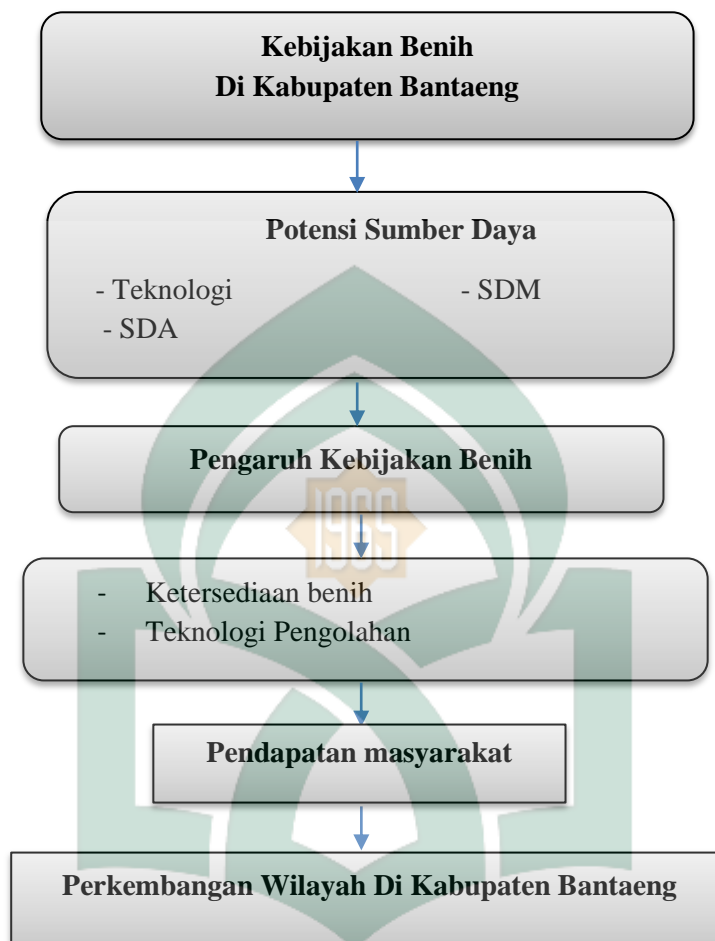 Kebijakan Benih
Di Kabupaten Bantaeng
Potensi Sumber Daya
- Teknologi - SDM
- SDA
Pengaruh Kebijakan Benih
1965
- Ketersediaan benih
- Teknologi Pengolahan
Pendapatan masyarakat
Perkembangan Wilayah Di Kabupaten Bantaeng